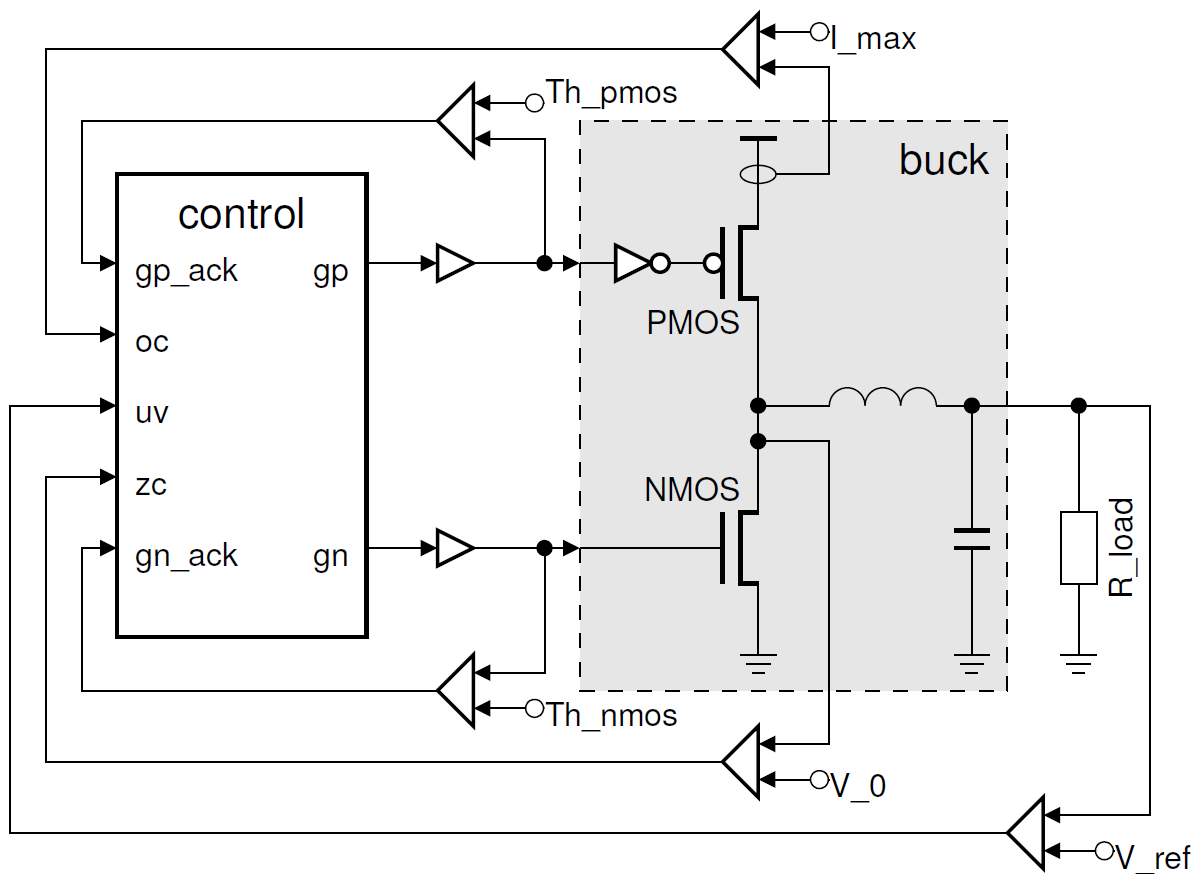 I_max
Th_pmos
buck
control
gp_ack gp
PMOS
oc
uv
zc
NMOS
gn_ack gn
R_load
Th_nmos
V_0
V_ref